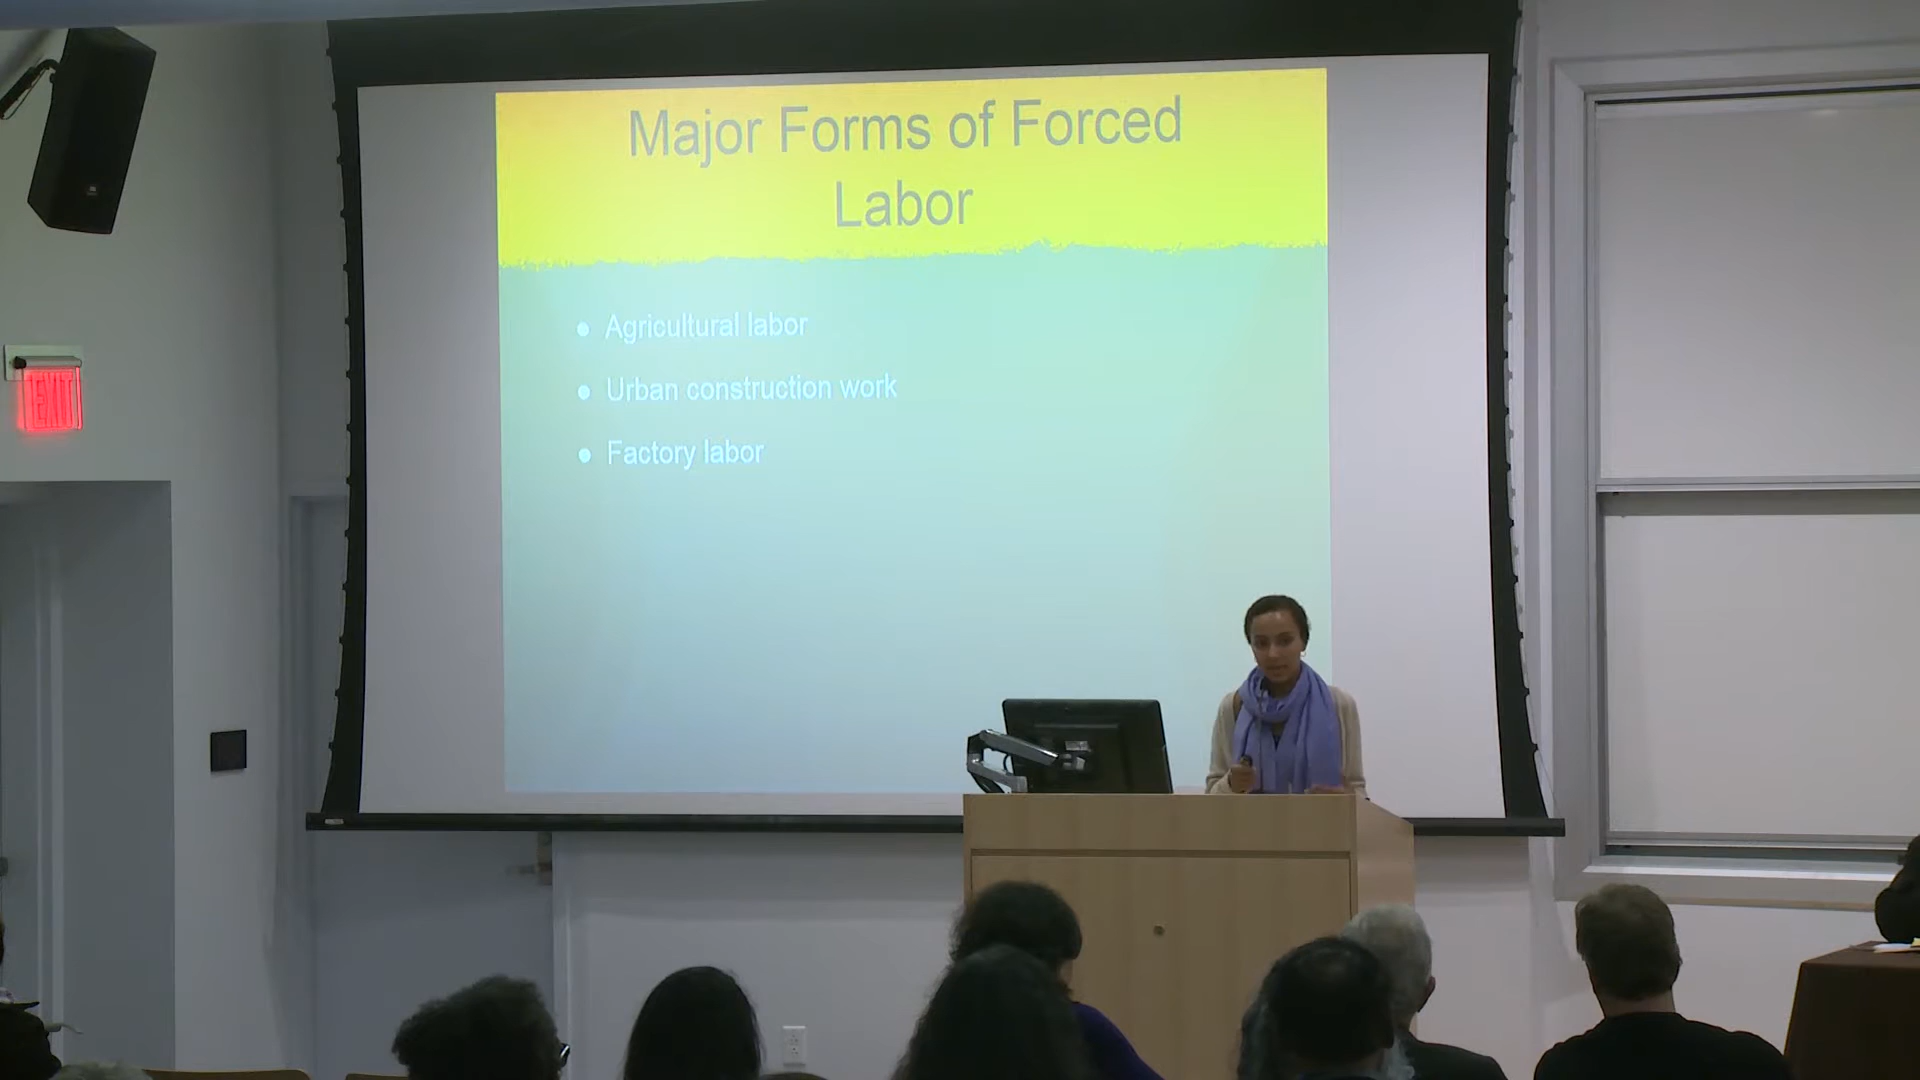 Major Forms of Forced
Labor
● Agricultural labor
● Urban construction work
● Factory labor
EXIT